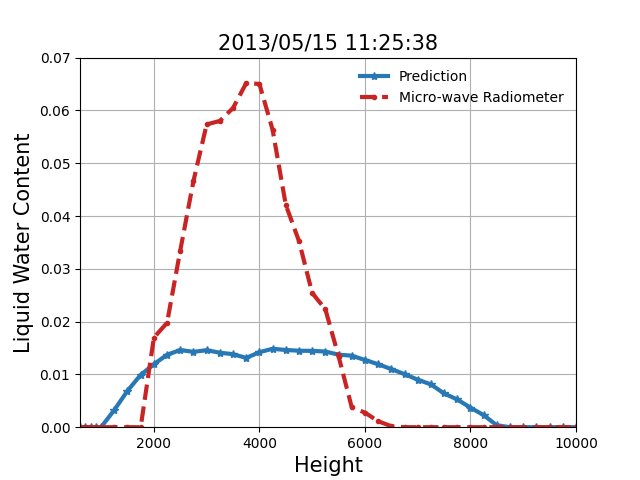 2013/05/15 11:25:38
Prediction
Micro-wave Radiometer
Liquid Water Content
0.07
0.06
0.05
0.04
0.03
0.02
0.01
0.00
2000 4000 6000 8000 10000
Height